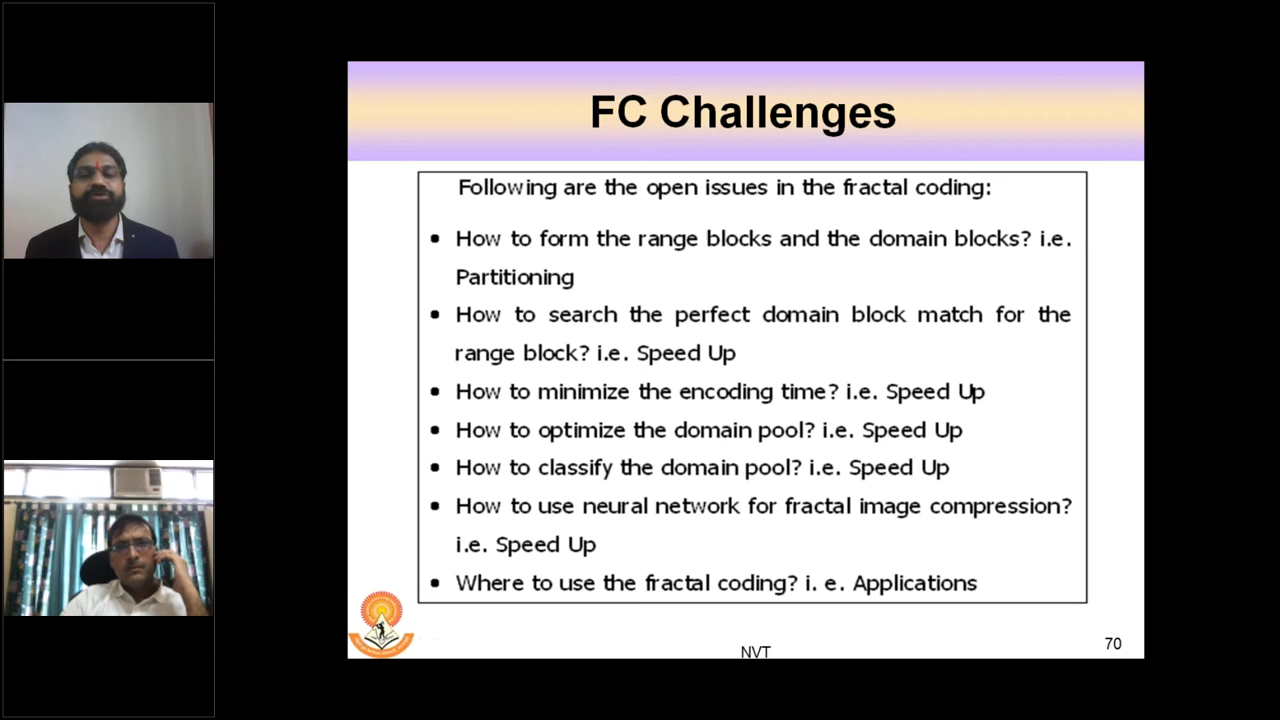 FC Challenges
Following are the open issues in the fractal coding:
• How to form the range blocks and the domain blocks? i.e.
Partitioning
• How to search the perfect domain block match for the
range block? i.e. Speed Up
• How to minimize the encoding time? i.e. Speed Up
• How to optimize the domain pool? i.e. Speed Up
• How to classify the domain pool? i.e. Speed Up
• How to use neural network for fractal image compression?
i.e. Speed Up
• Where to use the fractal coding? i. e. Applications
NVT
70